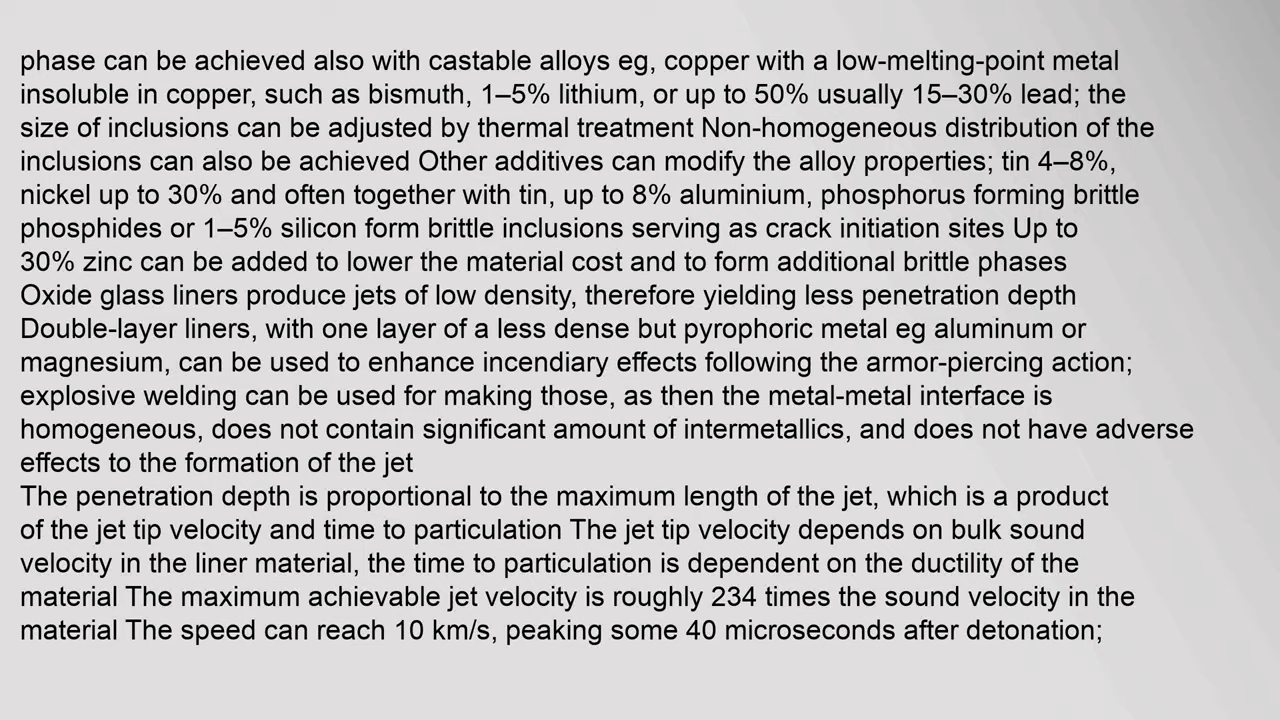 phase can be achieved also with castable alloys eg, copper with a low-melting-point metal
insoluble in copper, such as bismuth, 1–5% lithium, or up to 50% usually 15–30% lead; the
size of inclusions can be adjusted by thermal treatment Non-homogeneous distribution of the
inclusions can also be achieved Other additives can modify the alloy properties; tin 4–8%,
nickel up to 30% and often together with tin, up to 8% aluminium, phosphorus forming brittle
phosphides or 1–5% silicon form brittle inclusions serving as crack initiation sites Up to
30% zinc can be added to lower the material cost and to form additional brittle phases
Oxide glass liners produce jets of low density, therefore yielding less penetration depth
Double-layer liners, with one layer of a less dense but pyrophoric metal eg aluminum or
magnesium, can be used to enhance incendiary effects following the armor-piercing action;
explosive welding can be used for making those, as then the metal-metal interface is
homogeneous, does not contain significant amount of intermetallics, and does not have adverse
effects to the formation of the jet
The penetration depth is proportional to the maximum length of the jet, which is a product
of the jet tip velocity and time to particulation The jet tip velocity depends on bulk sound
velocity in the liner material, the time to particulation is dependent on the ductility of the
material The maximum achievable jet velocity is roughly 234 times the sound velocity in the
material The speed can reach 10 km/s, peaking some 40 microseconds after detonation;